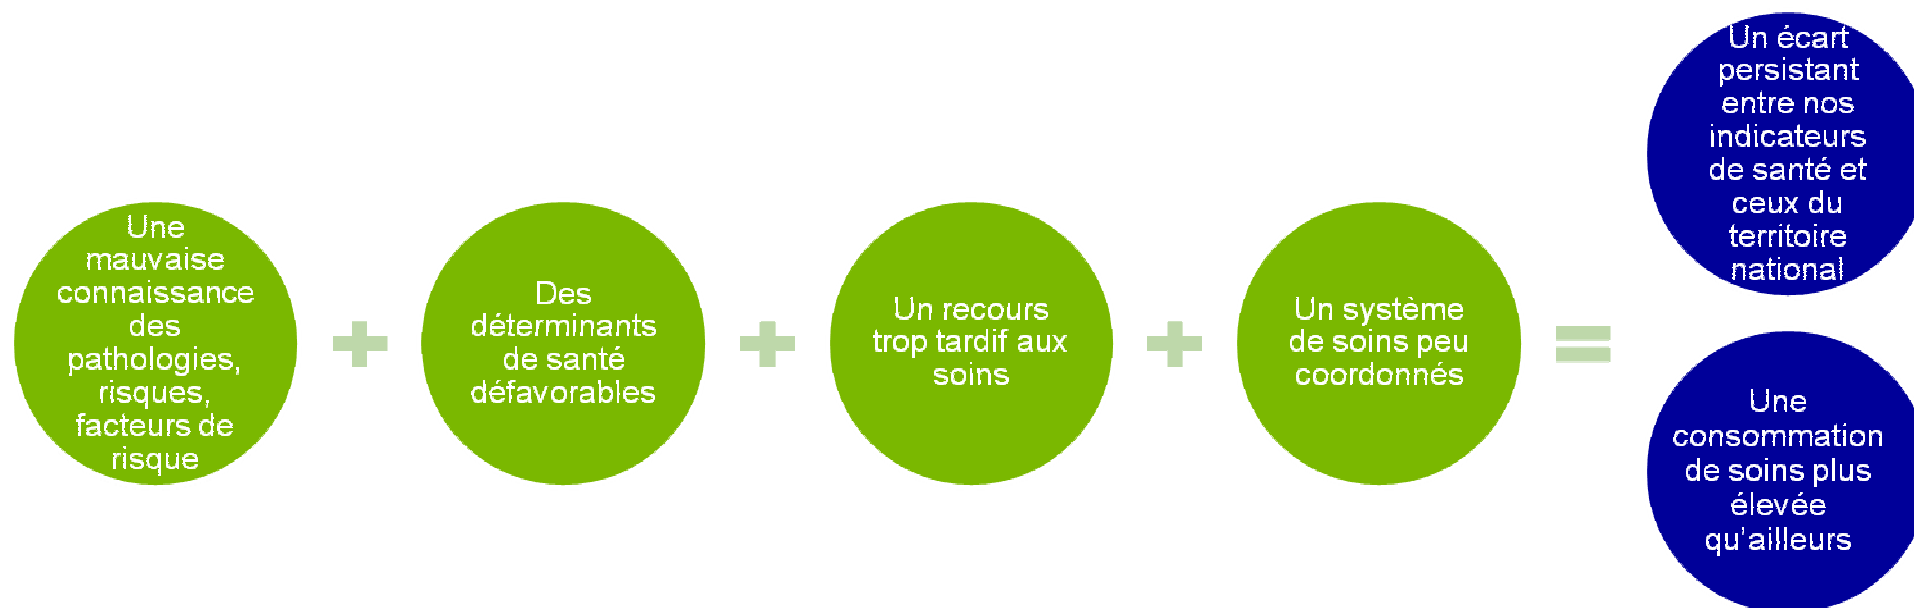 Une
mauvaise
connaissance
des
pathologies,
risques,
facteurs de
risque
+
Des
déterminants
de santé
défavorables
+
Un recours
trop tardif aux
soins
+
Un système
de soins peu
coordonnés
=
Un écart
persistant
entre nos
indicateurs
de santé et
ceux du
territoire
national
Une
consommation
de soins plus
élevée
qu'ailleurs